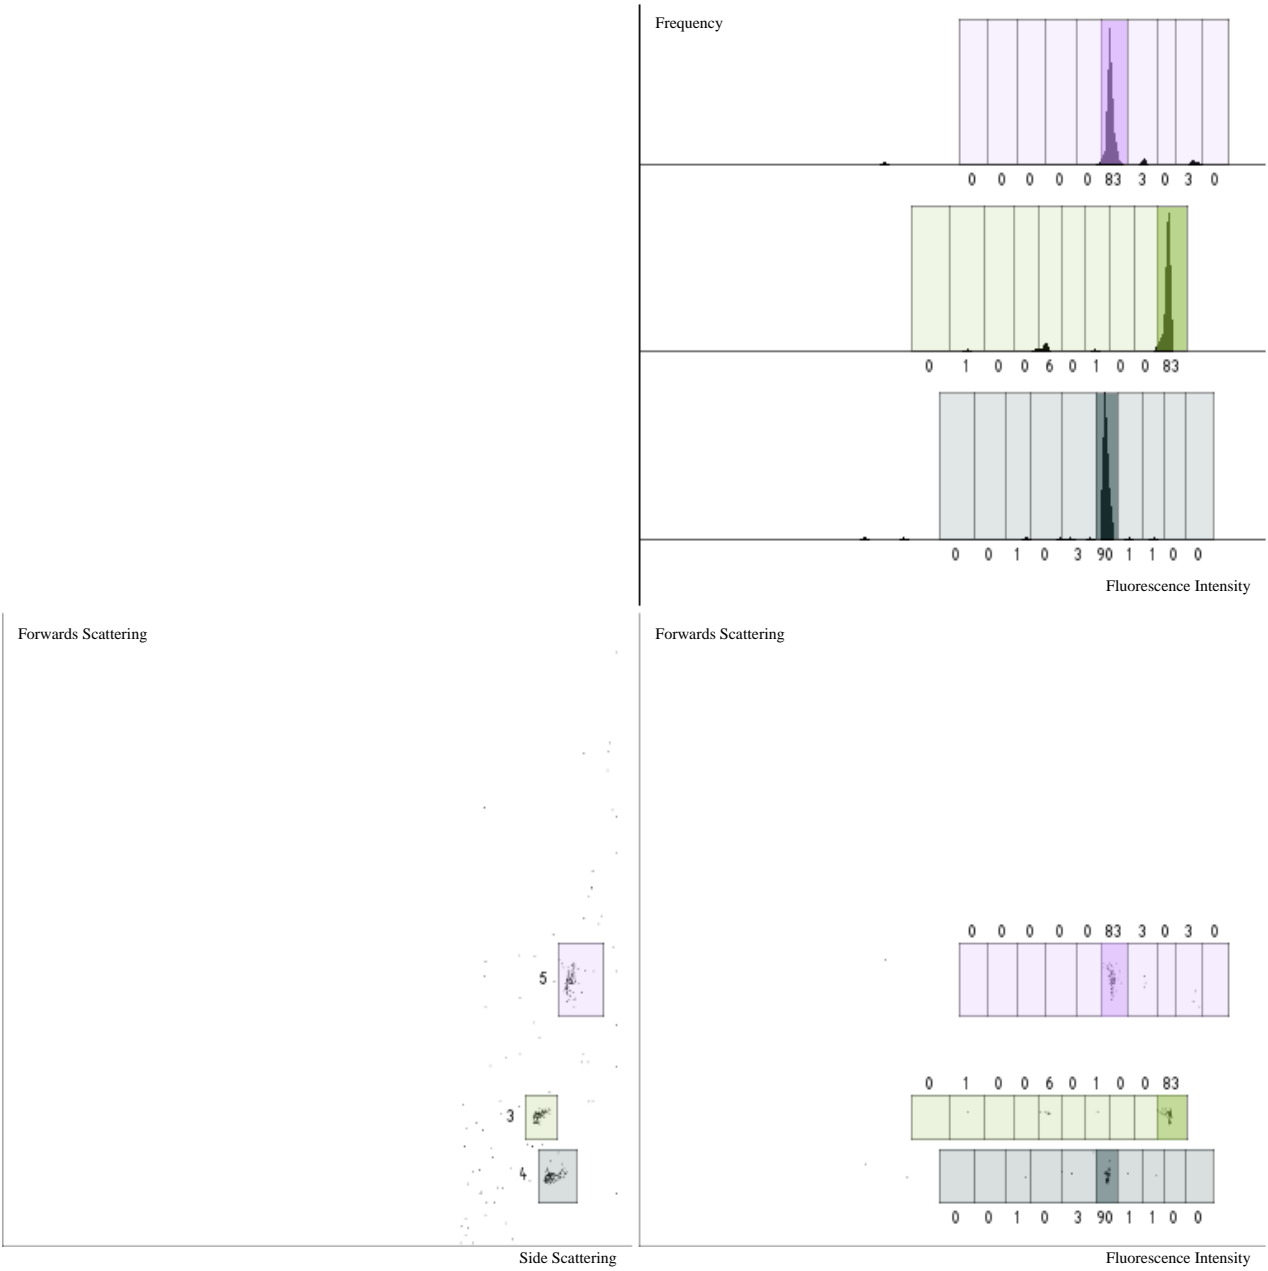 Frequency
0 0 0 0 0 83 3 0 3 0
0 1 0 0 6 0 1 0 0 83
0 0 1 0 3 90 1 1 0 0
Fluorescence Intensity
Forwards Scattering
5
3
4
Side Scattering
Forwards Scattering
0 0 0 0 0 83 3 0 3 0
0 1 0 0 6 0 1 0 0 83
0 0 1 0 3 90 1 1 0 0
Fluorescence Intensity